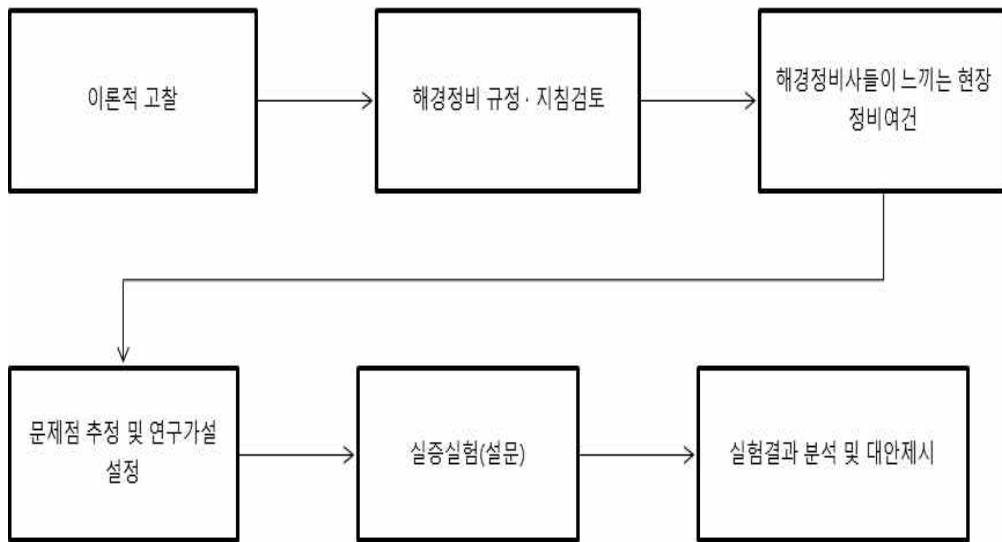 이론적 고찰
해경정비 규정· 지침검토
해경정비사들이 느끼는 현장
정비여건
문제점 추정 및 연구가설
설정
실증실험(설문)
실험결과 분석 및 대안제시